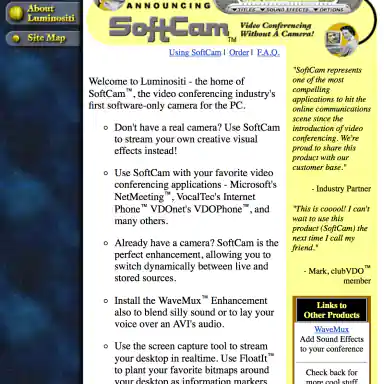 About
Luminositi
Site Map
ANNOUNCING
SoftCam™
Video Conferencing
Without A Camera!
TITLES SOUND EFFECTS OPTIONS
Using SoftCam | Order | F.A.Q.
Welcome to Luminositi - the home of
SoftCam™, the video conferencing industry's
first software-only camera for the PC.
Don't have a real camera? Use SoftCam
to stream your own creative visual
effects instead!
Use SoftCam with your favorite video
conferencing applications - Microsoft's
NetMeeting™, VocalTec's Internet
Phone™ VDOnet's VDOPhone™, and
many others.
Already have a camera? SoftCam is the
perfect enhancement, allowing you to
switch dynamically between live and
stored sources.
Install the WaveMux™ Enhancement
also to blend silly sound or to lay your
voice over an AVI's audio.
Use the screen capture tool to stream
your desktop in realtime. Use FloatIt™
to plant your favorite bitmaps around
your desktop as information markers
"SoftCam represents
one of the most
compelling
applications to hit the
online communications
scene since the
introduction of video
conferencing. We're
proud to share this
product with our
customer base."
- Industry Partner
"This is cooool! I can't
wait to use this
product (SoftCam) the
next time I call my
friend."
- Mark, clubVDO™
member
Links to
Other Products
WaveMux
Add Sound Effects
to your conference
Check back for
more cool stuff